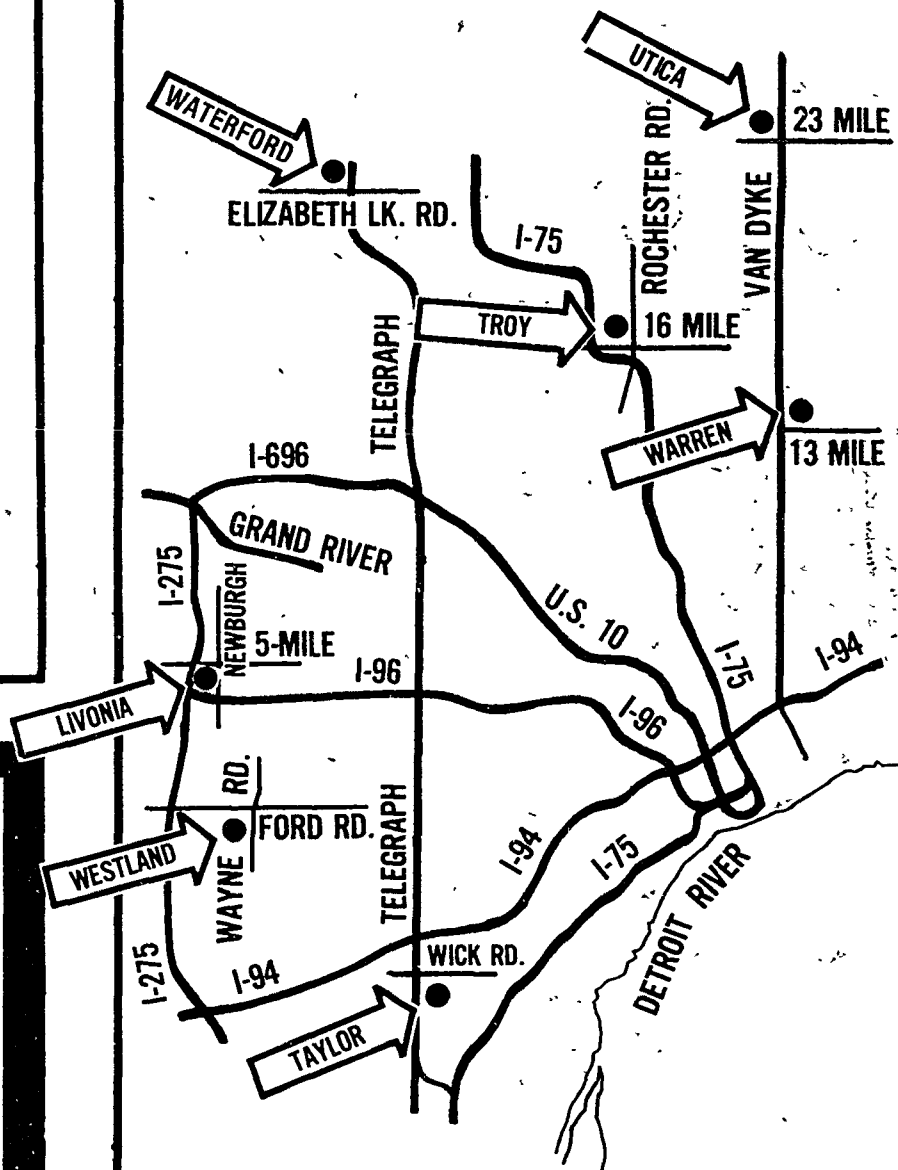 UTICA
23 MILE
WATERFORD
ELIZABETH LK. RD.
ROCHESTER RD.
VAN DYKE
I-75
TROY
16 MILE
TELEGRAPH
WARREN
13 MILE
I-696
GRAND RIVER
I-275
NEWBURGH
5-MILE
U.S. 10
I-96
I-75
I-94
LIVONIA
I-96
WAYNE RD.
FORD RD.
TELEGRAPH
WESTLAND
I-94
I-75
DETROIT RIVER
I-275
I-94
WICK RD.
TAYLOR